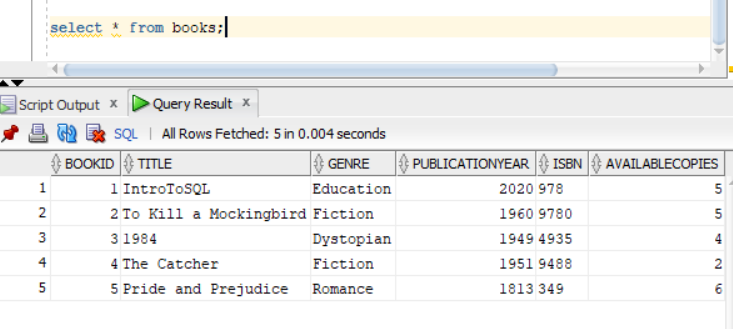 select * from books;
Script Output x Query Result x
SQL | All Rows Fetched: 5 in 0.004 seconds
BOOKID TITLE GENRE PUBLICATIONYEAR ISBN AVAILABLECOPIES
1 1 IntroToSQL Education 2020 978 5
2 2 To Kill a Mockingbird Fiction 1960 9780 5
3 3 1984 Dystopian 1949 4935 4
4 4 The Catcher Fiction 1951 9488 2
5 5 Pride and Prejudice Romance 1813 349 6